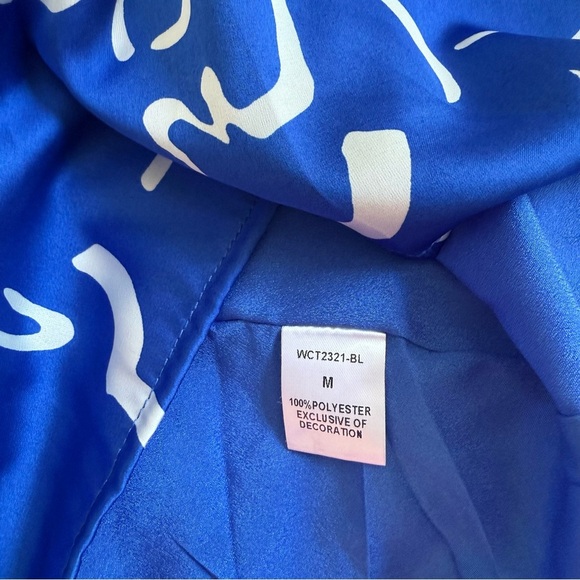 WCT2321-BL
M
100%POLYESTER
EXCLUSIVE OF
DECORATION